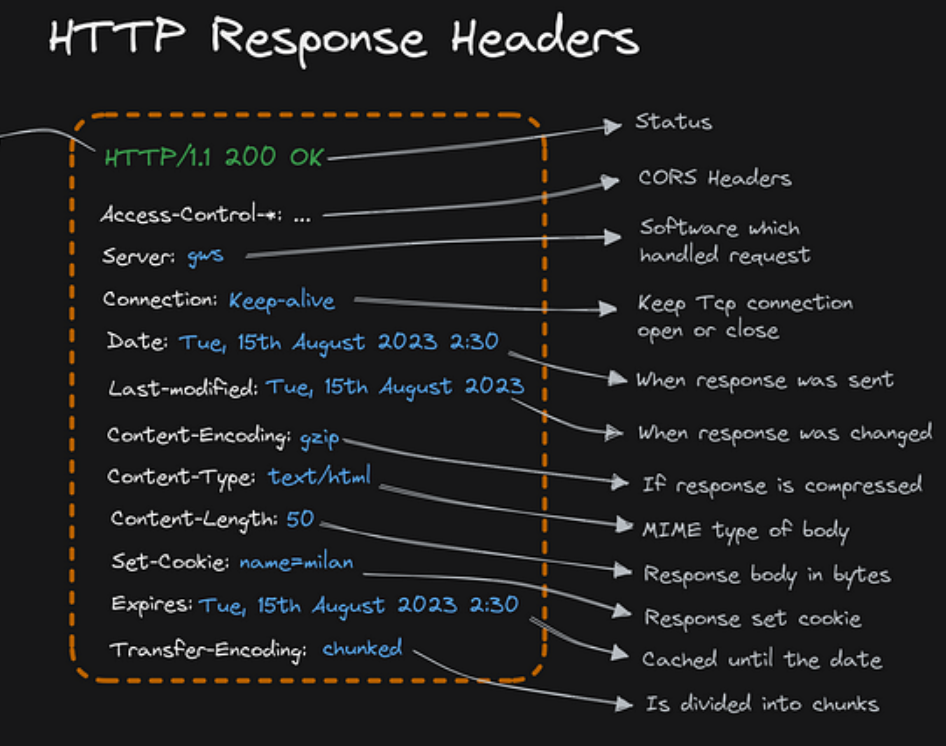 HTTP Response Headers
HTTP/1.1 200 OK
Status
Access-Control-*: ...
CORS Headers
Server: gws
Software which
handled request
Connection: Keep-alive
Keep Tcp connection
open or close
Date: Tue, 15th August 2023 2:30
When response was sent
Last-modified: Tue, 15th August 2023
When response was changed
Content-Encoding: gzip
If response is compressed
Content-Type: text/html
MIME type of body
Content-Length: 50
Response body in bytes
Set-Cookie: name=milan
Response set cookie
Expires: Tue, 15th August 2023 2:30
Cached until the date
Transfer-Encoding: chunked
Is divided into chunks